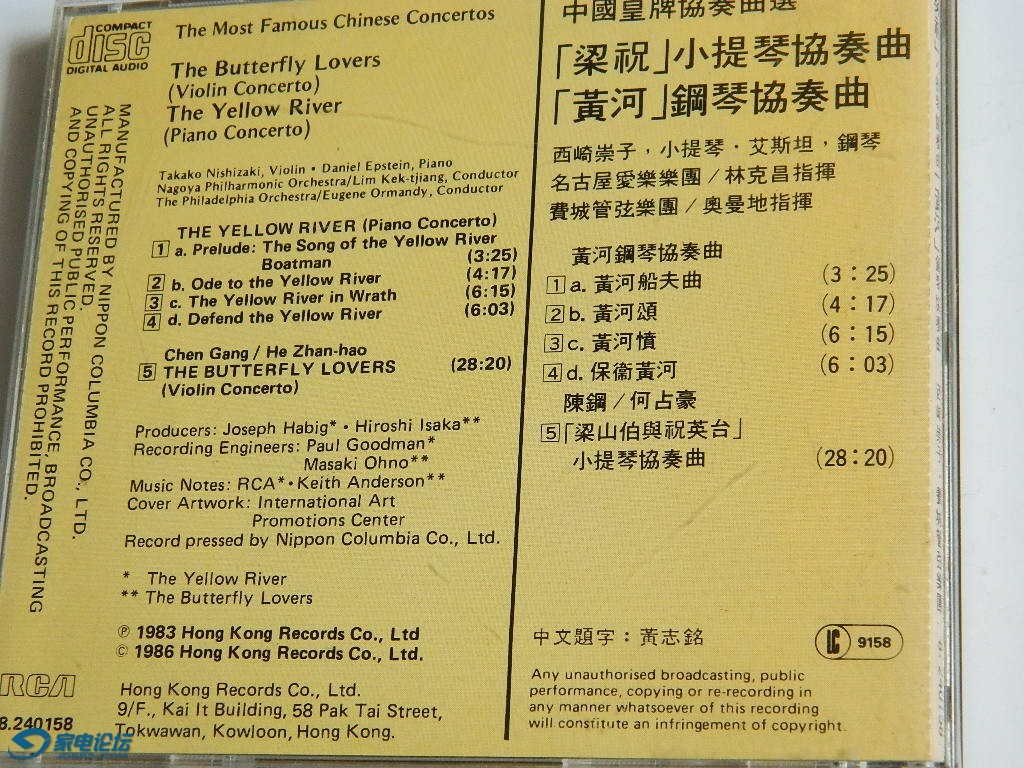 COMPACT
disc
DIGITAL AUDIO
The Most Famous Chinese Concertos
The Butterfly Lovers
(Violin Concerto)
The Yellow River
(Piano Concerto)
Takako Nishizaki, Violin • Daniel Epstein, Piano
Nagoya Philharmonic Orchestra/Lim Kek-tjiang, Conductor
The Philadelphia Orchestra/Eugene Ormandy, Conductor
THE YELLOW RIVER (Piano Concerto)
1 a. Prelude: The Song of the Yellow River
Boatman (3:25)
2 b. Ode to the Yellow River (4:17)
3 c. The Yellow River in Wrath (6:15)
4 d. Defend the Yellow River (6:03)
Chen Gang / He Zhan-hao
5 THE BUTTERFLY LOVERS (28:20)
(Violin Concerto)
Producers: Joseph Habig* • Hiroshi Isaka**
Recording Engineers: Paul Goodman*
Masaki Ohno**
Music Notes: RCA* • Keith Anderson**
Cover Artwork: International Art
Promotions Center
Record pressed by Nippon Columbia Co., Ltd.
* The Yellow River
** The Butterfly Lovers
℗ 1983 Hong Kong Records Co., Ltd
© 1986 Hong Kong Records Co., Ltd.
Hong Kong Records Co., Ltd.
9/F., Kai It Building, 58 Pak Tai Street,
Tokwawan, Kowloon, Hong Kong.
MANUFACTURED BY NIPPON COLUMBIA CO., LTD.
ALL RIGHTS RESERVED.
UNAUTHORISED PUBLIC PERFORMANCE, BROADCASTING
AND COPYING OF THIS RECORD PROHIBITED.
RCA
8.240158
家电论坛
中國皇牌協奏曲選
「梁祝」小提琴協奏曲
「黃河」鋼琴協奏曲
西崎崇子，小提琴・艾斯坦，鋼琴
名古屋愛樂樂團／林克昌指揮
費城管弦樂團／奧曼地指揮
黃河鋼琴協奏曲
1 a. 黃河船夫曲 (3：25)
2 b. 黃河頌 (4：17)
3 c. 黃河憤 (6：15)
4 d. 保衞黃河 (6：03)
陳鋼／何占豪
5 「梁山伯與祝英台」
小提琴協奏曲 (28：20)
中文題字：黃志銘
LC 9158
Any unauthorised broadcasting, public
performance, copying or re-recording in
any manner whatsoever of this recording
will constitute an infringement of copyright.